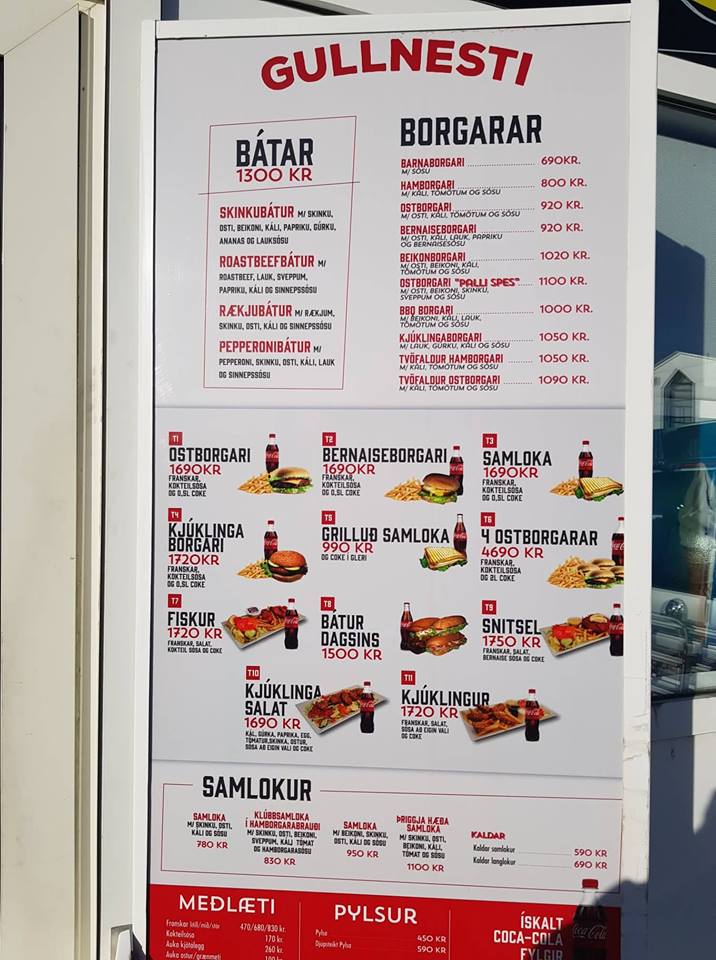 GULLNESTI
BÁTAR
1300 KR
SKINKUBÁTUR M/ SKINKU,
OSTI, BEIKONI, KÁLI, PAPRIKU, GÚRKU,
ANANAS OG LAUKSÓSU
ROASTBEEFBÁTUR M/
ROASTBEEF, LAUK, SVEPPUM,
PAPRIKU, KÁLI OG SINNEPSSÓSU
RÆKJUBÁTUR M/ RÆKJUM,
SKINKU, OSTI, KÁLI OG SINNEPSSÓSU
PEPPERONIBÁTUR M/
PEPPERONI, SKINKU, OSTI, KÁLI, LAUK
OG SINNEPSSÓSU
BORGARAR
BARNABORGARI 690KR.
M/ SÓSU
HAMBORGARI 800 KR.
M/ KÁLI, TÓMÖTUM OG SÓSU
OSTBORGARI 920 KR.
M/ OSTI, KÁLI, TÓMÖTUM OG SÓSU
BERNAISEBORGARI 920 KR.
M/ OSTI, KÁLI, LAUK, PAPRIKU
OG BERNAISESÓSU
BEIKONBORGARI 1020 KR.
M/ OSTI, BEIKONI, KÁLI,
TÓMÖTUM OG SÓSU
OSTBORGARI "PALLI SPES" 1100 KR.
M/ OSTI, BEIKONI, SKINKU,
SVEPPUM OG SÓSU
BBQ BORGARI 1000 KR.
M/ BEIKONI, KÁLI, LAUK,
TÓMÖTUM OG SÓSU
KJÚKLINGABORGARI 1050 KR.
M/ LAUK, GÚRKU, KÁLI OG SÓSU
TVÖFALDUR HAMBORGARI 1050 KR.
M/ KÁLI, TÓMÖTUM OG SÓSU
TVÖFALDUR OSTBORGARI 1090 KR.
M/ KÁLI, TÓMÖTUM OG SÓSU
T1
OSTBORGARI
1690KR
FRANSKAR,
KOKTEILSÓSA
OG 0,5L COKE
T2
BERNAISEBORGARI
1690KR
FRANSKAR,
KOKTEILSÓSA
OG 0,5L COKE
T3
SAMLOKA
1690KR
FRANSKAR,
KOKTEILSÓSA
OG 0,5L COKE
T4
KJÚKLINGA
BORGARI
1720KR
FRANSKAR,
KOKTEILSÓSA
OG 0,5L COKE
T5
GRILLUÐ SAMLOKA
990 KR
OG COKE Í GLERI
T6
4 OSTBORGARAR
4690 KR
FRANSKAR,
KOKTEILSÓSA
OG 2L COKE
T7
FISKUR
1720 KR
FRANSKAR, SALAT,
KOKTEIL SÓSA OG COKE
T8
BÁTUR
DAGSINS
1500 KR
T9
SNITSEL
1750 KR
FRANSKAR, SALAT,
BERNAISE SÓSA OG COKE
T10
KJÚKLINGA
SALAT
1690 KR
KÁL, GÚRKA, PAPRIKA, EGG,
TÓMATUR,SKINKA, OSTUR,
SÓSA AÐ EIGIN VALI OG COKE
T11
KJÚKLINGUR
1720 KR
FRANSKAR, SALAT,
SÓSA AÐ EIGIN VALI
OG COKE
SAMLOKUR
SAMLOKA
M/ SKINKU, OSTI,
KÁLI OG SÓSU
780 KR
KLÚBBSAMLOKA
Í HAMBORGARABRAUÐI
M/ SKINKU, OSTI, BEIKONI,
SVEPPUM, KÁLI TÓMAT
OG HAMBORGARASÓSU
830 KR
SAMLOKA
M/ BEIKONI, SKINKU,
OSTI, KÁLI OG SÓSU
950 KR
ÞRIGGJA HÆÐA
SAMLOKA
M/ SKINKU, OSTI,
BEIKONI, KÁLI,
TÓMAT OG SÓSU
1100 KR
KALDAR
Kaldar samlokur 590 KR
Kaldar langlokur 690 KR
MEÐLÆTI
Franskar litli/mið/stór 470/680/830 kr.
Kokteilsósa 170 kr.
Auka kjötálegg 260 kr.
Auka ostur/grænmeti
PYLSUR
Pylsa 450 KR
Djúpsteikt Pylsa 590 KR
ÍSKALT
COCA-COLA
FYLGIR
Coca-Cola